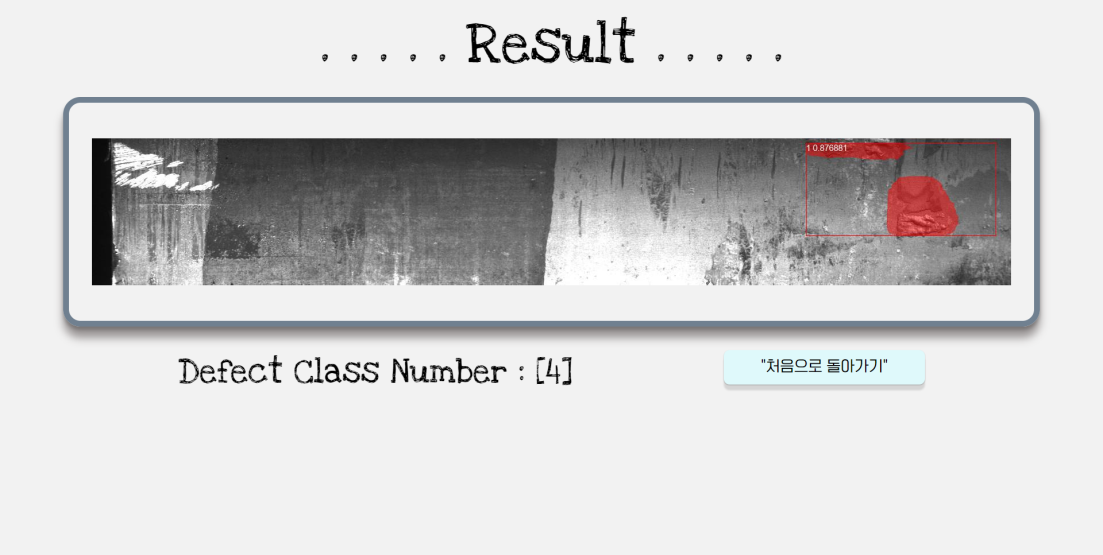 ..... Result .....
1 0.876881
Defect Class Number : [4]
"처음으로 돌아가기"